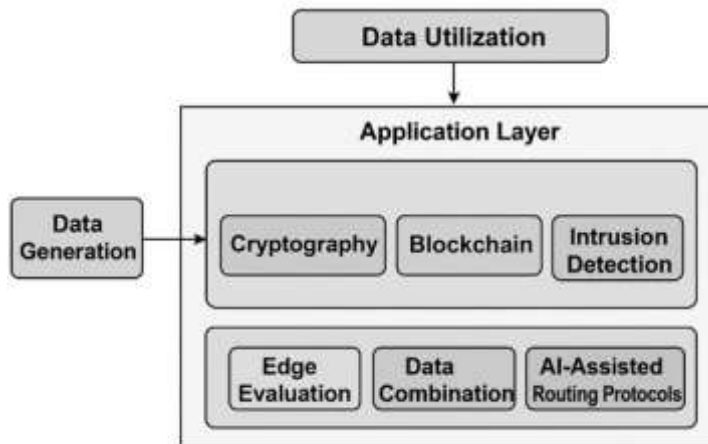 Data Utilization
Application Layer
Data
Generation
Cryptography
Blockchain
Intrusion
Detection
Edge
Evaluation
Data
Combination
AI-Assisted
Routing Protocols